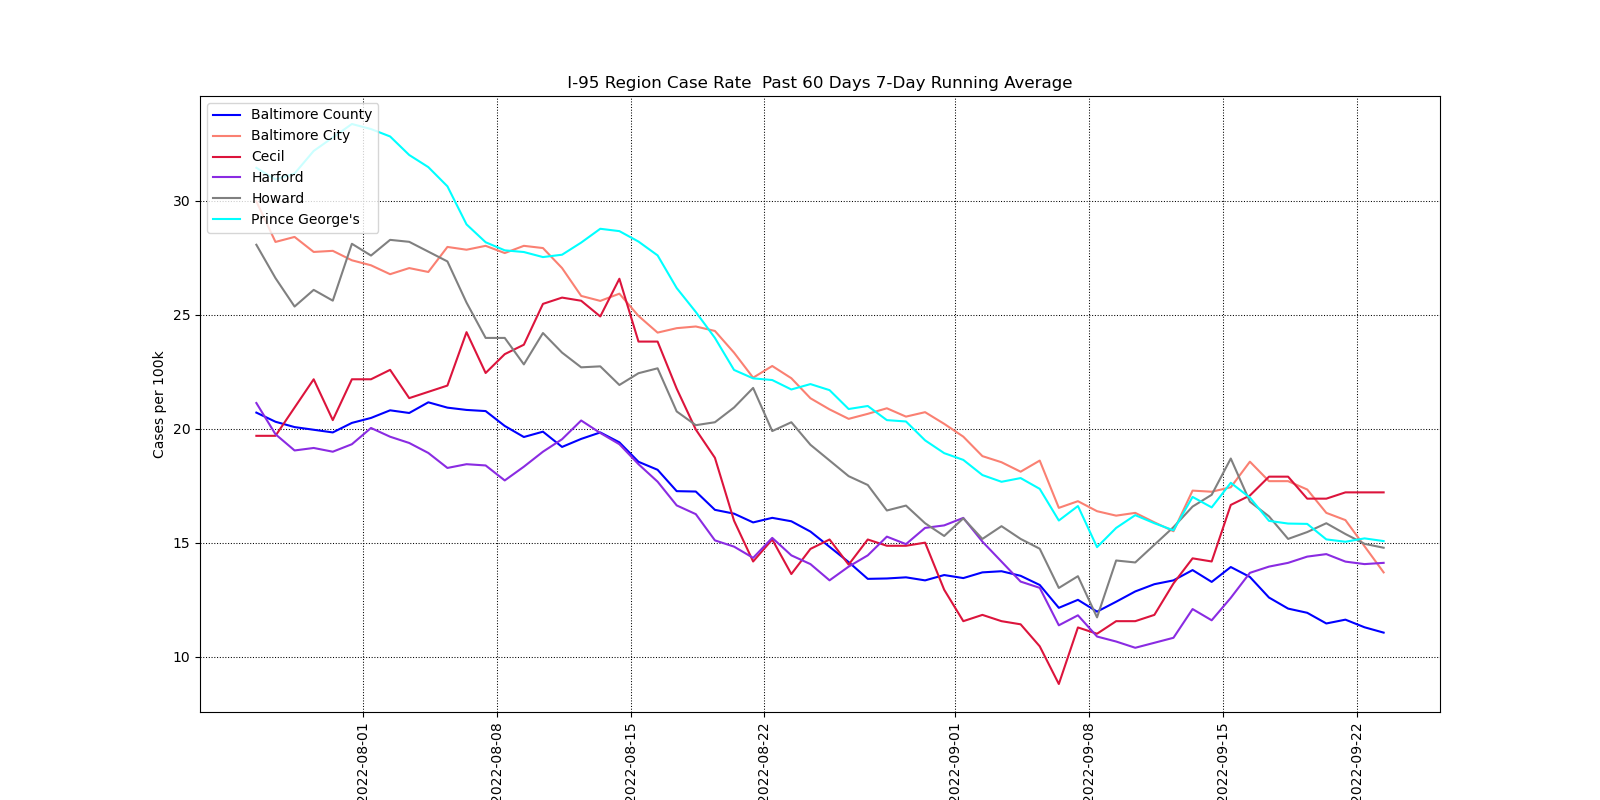 I-95 Region Case Rate  Past 60 Days 7-Day Running Average
Baltimore County
Baltimore City
Cecil
Harford
Howard
Prince George's
Cases per 100k
30
25
20
15
10
2022-08-01
2022-08-08
2022-08-15
2022-08-22
2022-09-01
2022-09-08
2022-09-15
2022-09-22